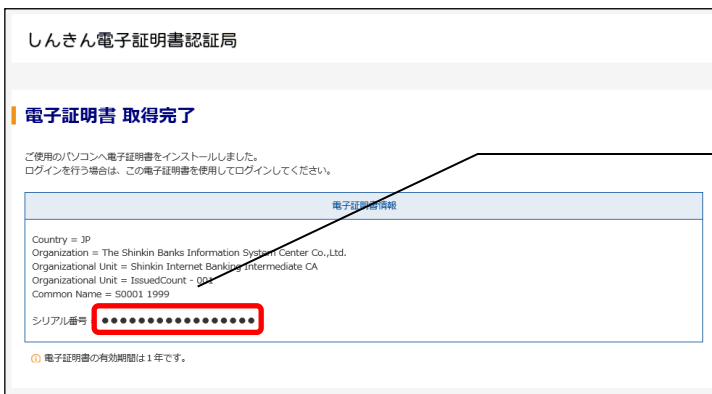 しんきん電子証明書認証局
電子証明書 取得完了
ご使用のパソコンへ電子証明書をインストールしました。
ログインを行う場合は、この電子証明書を使用してログインしてください。
電子証明書情報
Country = JP
Organization = The Shinkin Banks Information System Center Co.,Ltd.
Organizational Unit = Shinkin Internet Banking Intermediate CA
Organizational Unit = IssuedCount - 001
Common Name = S0001 1999
シリアル番号 = ●●●●●●●●●●●●●●●●●
電子証明書の有効期間は1年です。